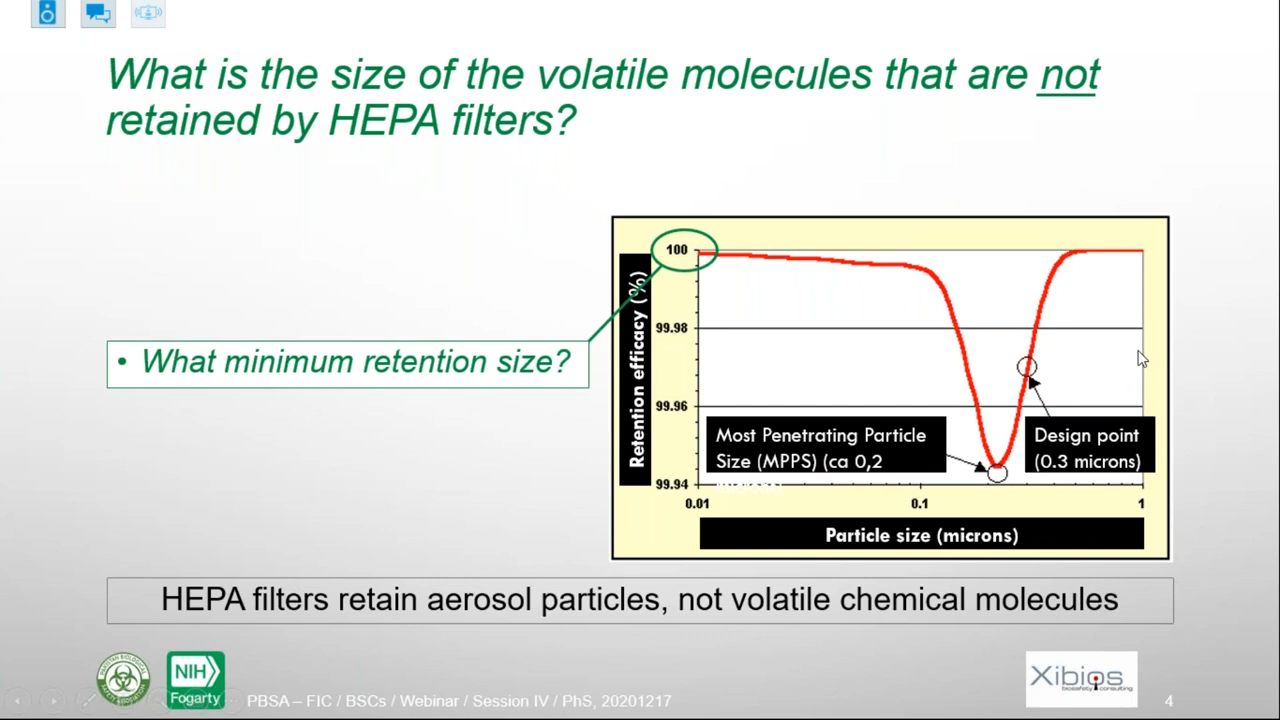 What is the size of the volatile molecules that are not
retained by HEPA filters?
• What minimum retention size?
Retention efficacy (%)
100
99.98
99.96
99.94
Most Penetrating Particle
Size (MPPS) (ca 0,2
Design point
(0.3 microns)
0.01
0.1
1
Particle size (microns)
HEPA filters retain aerosol particles, not volatile chemical molecules
NIH
Fogarty
PBSA – FIC / BSCs / Webinar / Session IV / PhS, 20201217
Xibios
biosafety consulting
4